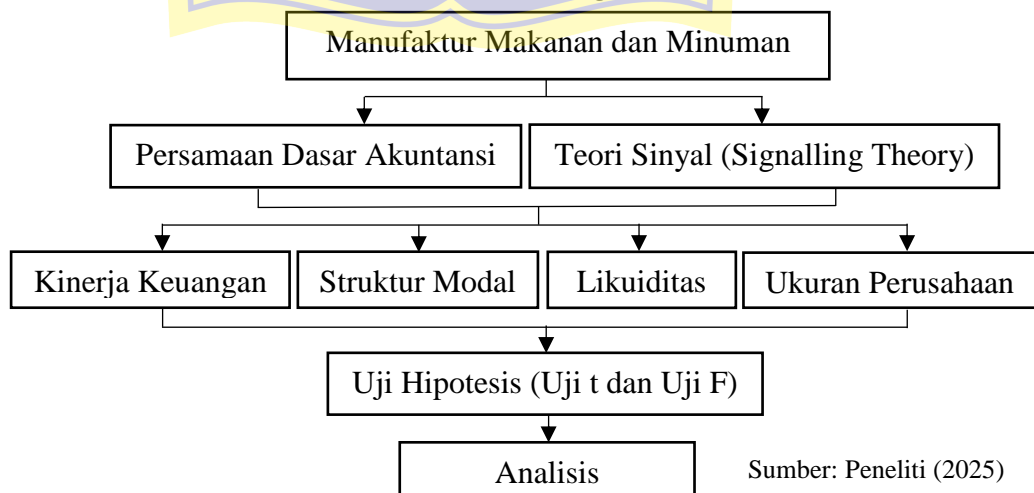 Manufaktur Makanan dan Minuman
Persamaan Dasar Akuntansi
Teori Sinyal (Signalling Theory)
Kinerja Keuangan
Struktur Modal
Likuiditas
Ukuran Perusahaan
Uji Hipotesis (Uji t dan Uji F)
Analisis
Sumber: Peneliti (2025)